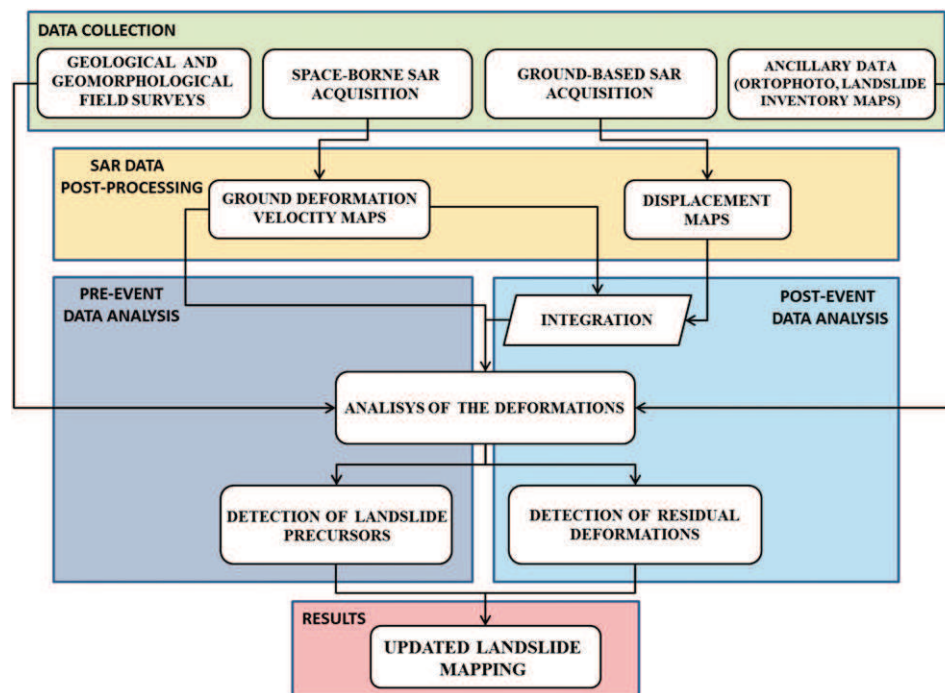 DATA COLLECTION
GEOLOGICAL AND
GEOMORPHOLOGICAL
FIELD SURVEYS
SPACE-BORNE SAR
ACQUISITION
GROUND-BASED SAR
ACQUISITION
ANCILLARY DATA
(ORTOPHOTO, LANDSLIDE
INVENTORY MAPS)
SAR DATA
POST-PROCESSING
GROUND DEFORMATION
VELOCITY MAPS
DISPLACEMENT
MAPS
PRE-EVENT
DATA ANALYSIS
INTEGRATION
POST-EVENT
DATA ANALYSIS
ANALISYS OF THE DEFORMATIONS
DETECTION OF LANDSLIDE
PRECURSORS
DETECTION OF RESIDUAL
DEFORMATIONS
RESULTS
UPDATED LANDSLIDE
MAPPING